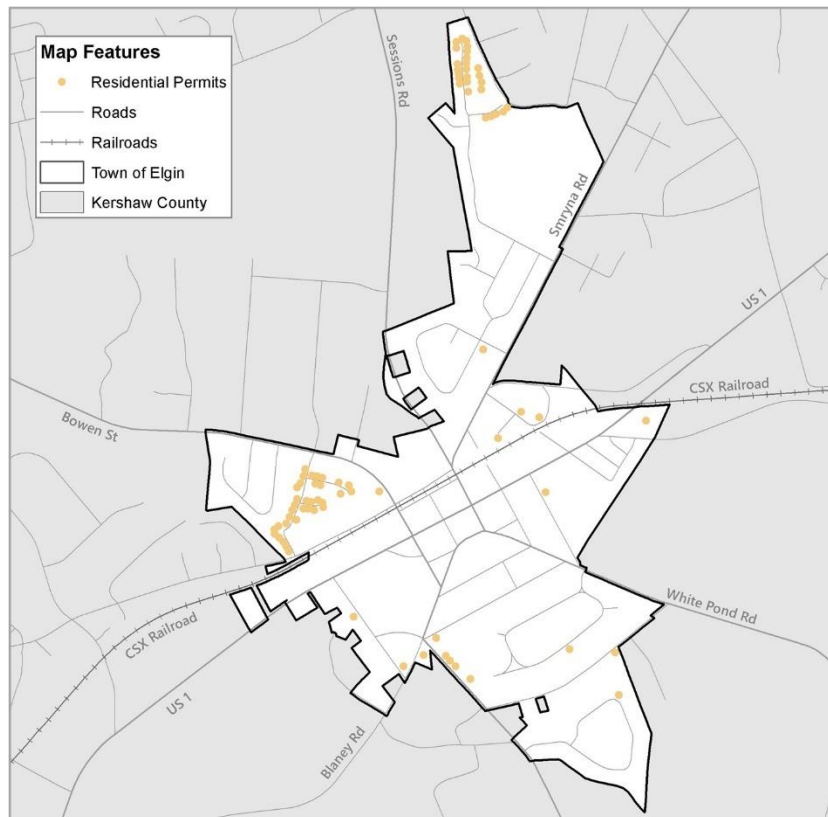 Map Features
Residential Permits
Roads
Railroads
Town of Elgin
Kershaw County
Sessions Rd
Smryna Rd
US 1
CSX Railroad
Bowen St
White Pond Rd
CSX Railroad
US 1
Blaney Rd